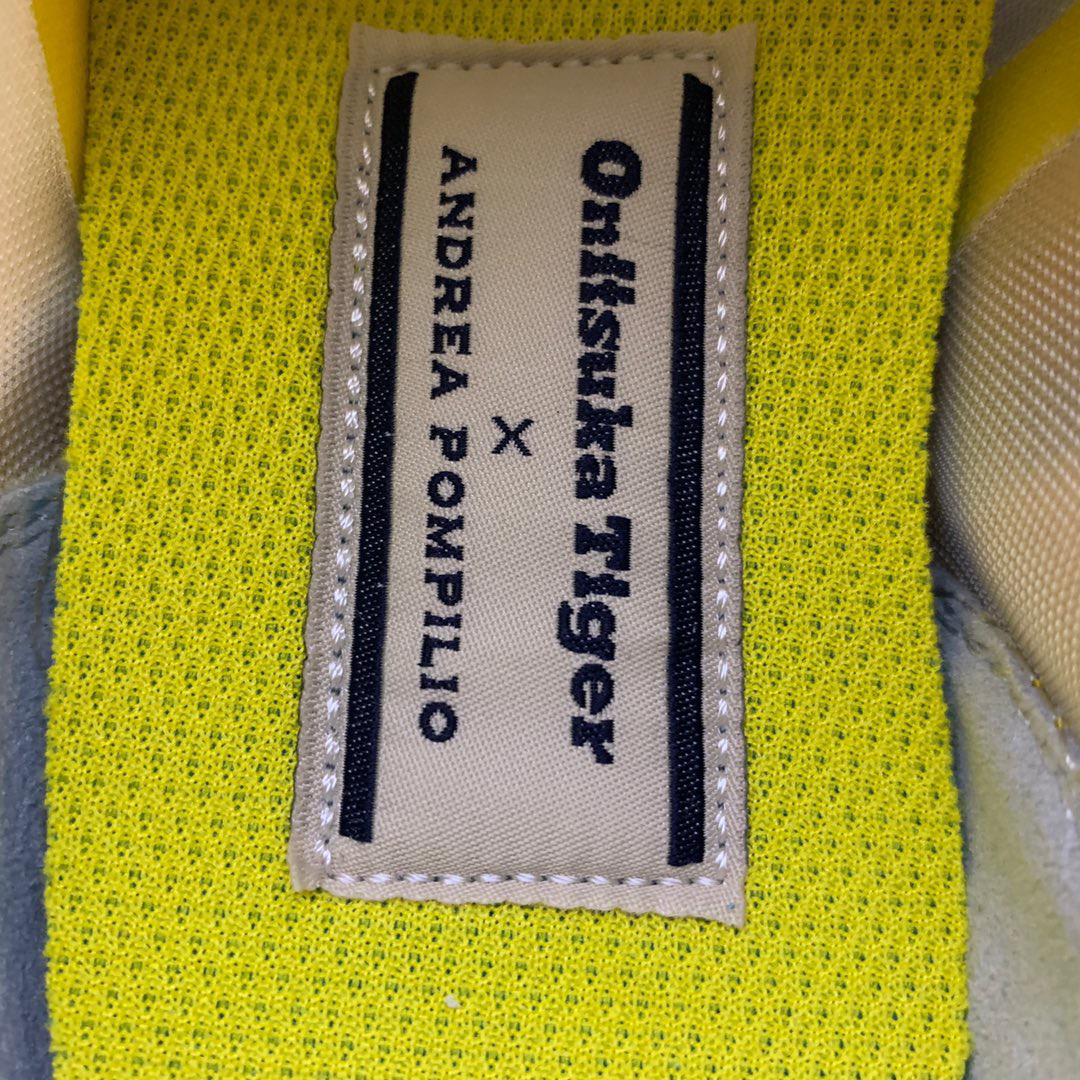 Onitsuka Tiger
×
ANDREA POMPILIO